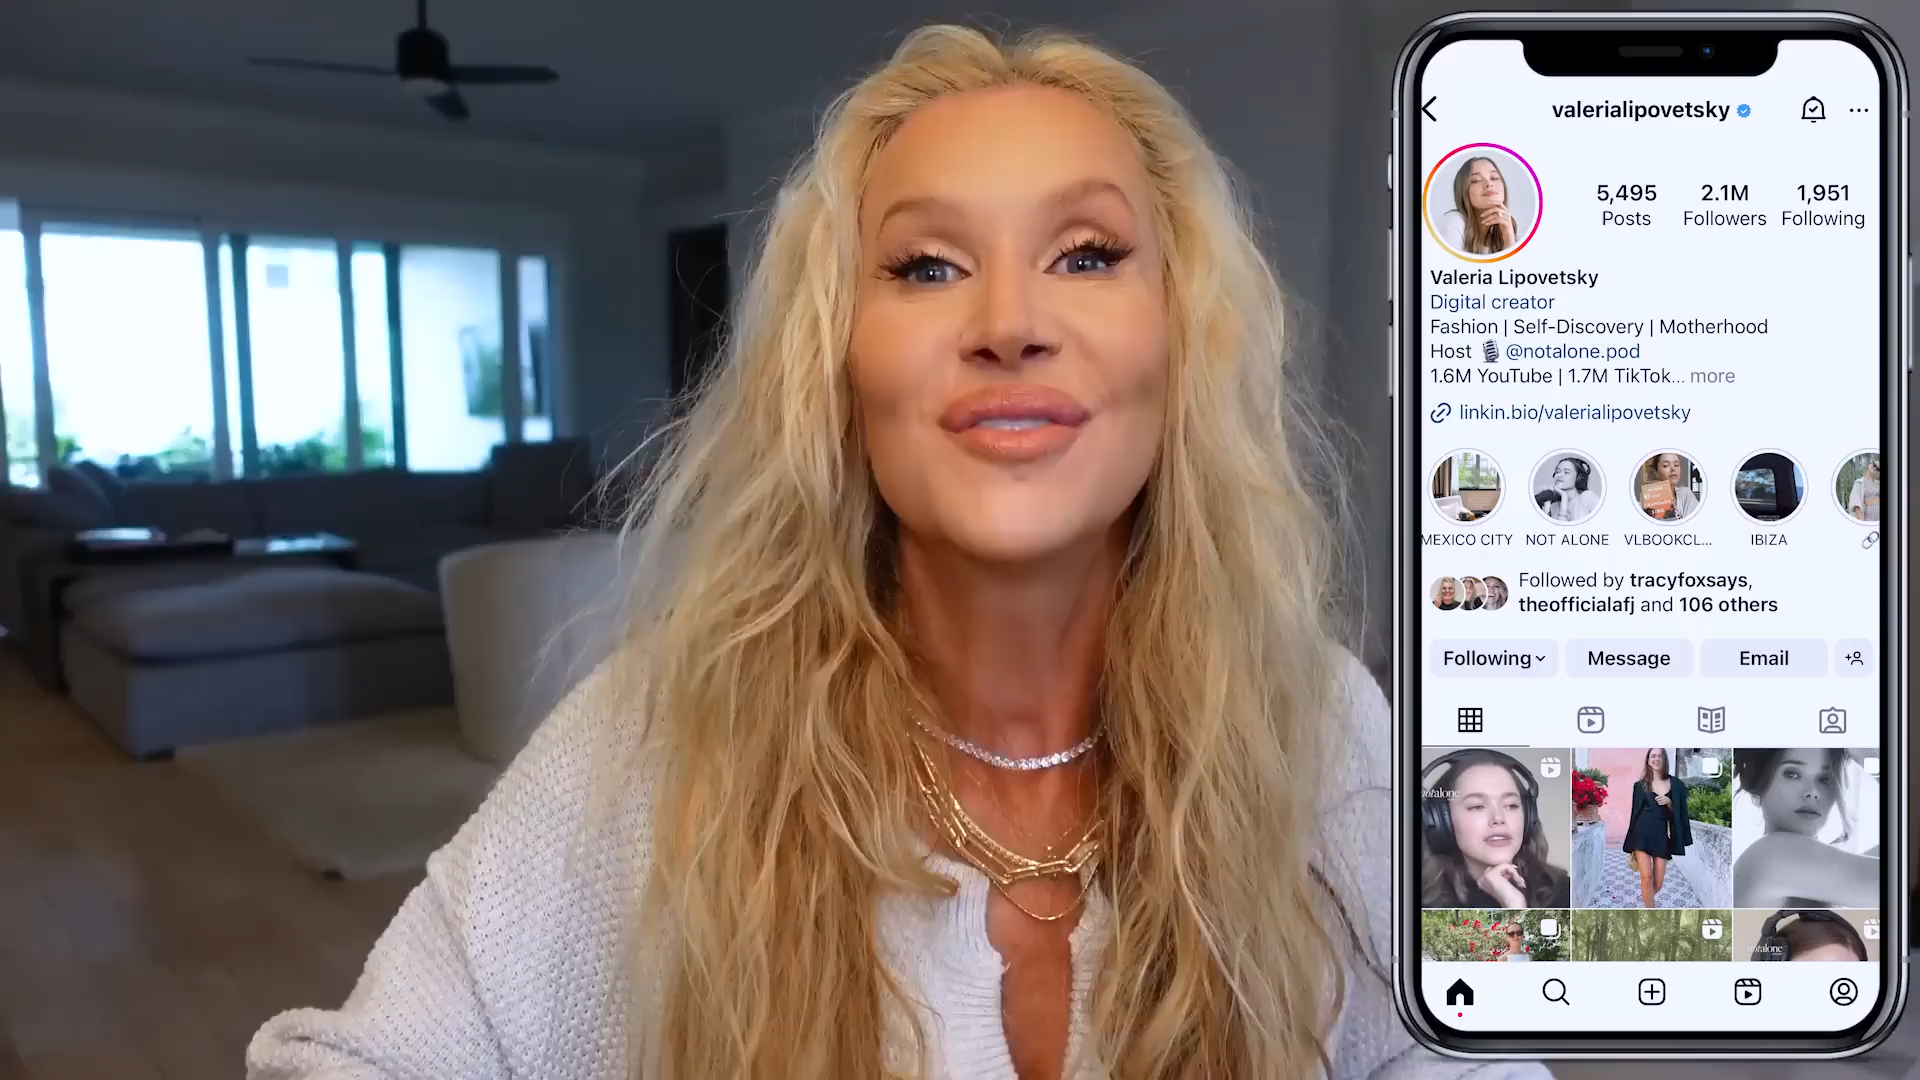 valerialipovetsky
5,495
Posts
2.1M
Followers
1,951
Following
Valeria Lipovetsky
Digital creator
Fashion | Self-Discovery | Motherhood
Host @notalone.pod
1.6M YouTube | 1.7M TikTok... more
linkin.bio/valerialipovetsky
MEXICO CITY
NOT ALONE
VLBOOKCL...
IBIZA
Followed by tracyfoxsays,
theofficialafj and 106 others
Following
Message
Email
notalone
notalone